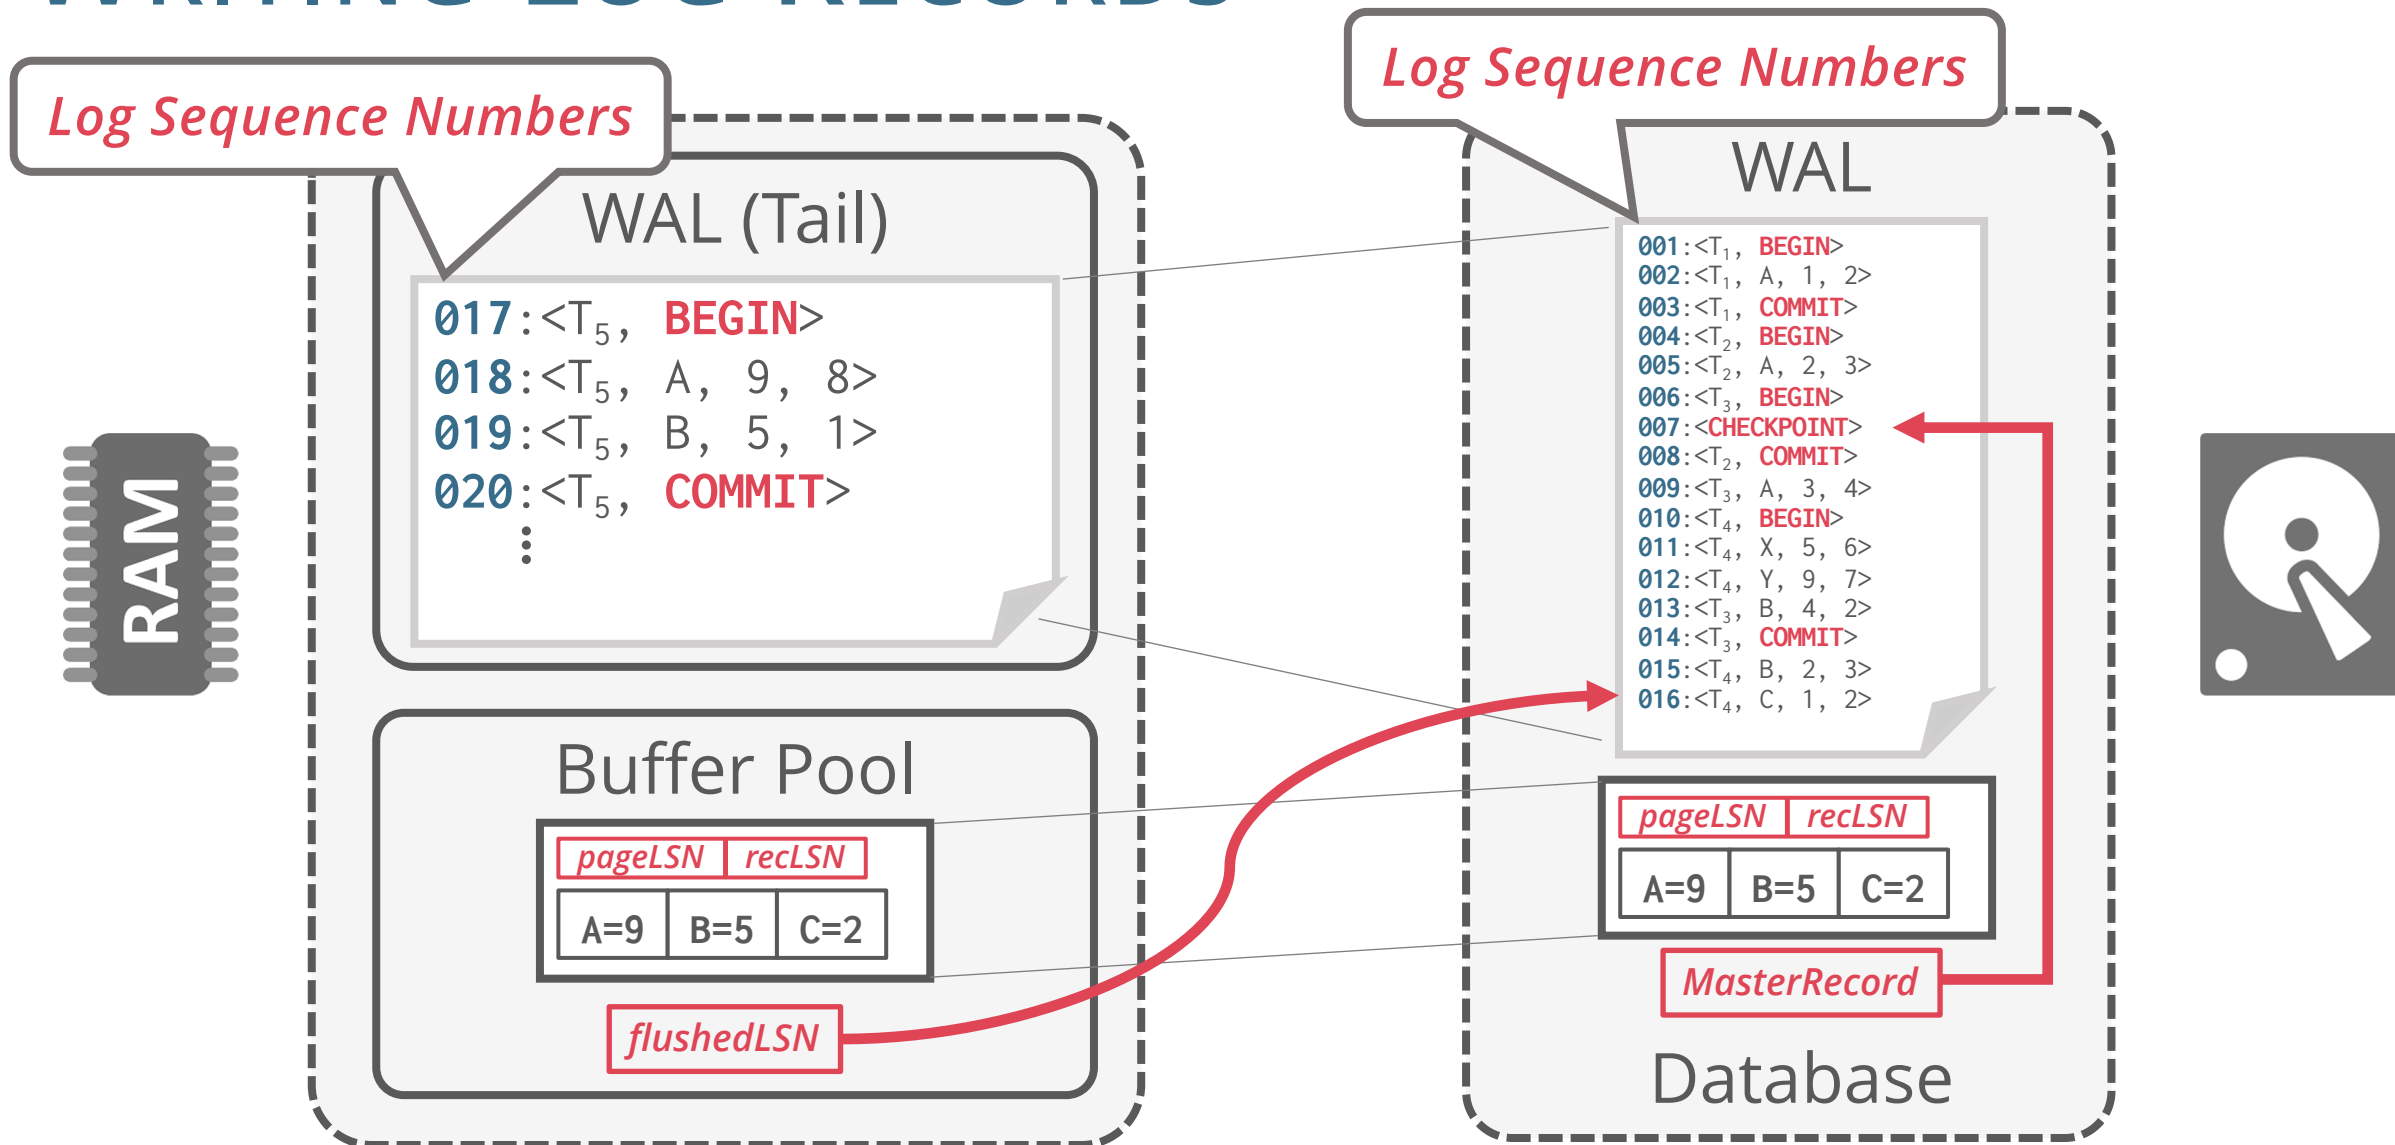 WRITING LOG RECORDS
Log Sequence Numbers
WAL (Tail)
017:<T5, BEGIN>
018:<T5, A, 9, 8>
019:<T5, B, 5, 1>
020:<T5, COMMIT>
⋮
RAM
Buffer Pool
pageLSN recLSN
A=9 B=5 C=2
flushedLSN
Log Sequence Numbers
WAL
001:<T1, BEGIN>
002:<T1, A, 1, 2>
003:<T1, COMMIT>
004:<T2, BEGIN>
005:<T2, A, 2, 3>
006:<T3, BEGIN>
007:<CHECKPOINT>
008:<T2, COMMIT>
009:<T3, A, 3, 4>
010:<T4, BEGIN>
011:<T4, X, 5, 6>
012:<T4, Y, 9, 7>
013:<T3, B, 4, 2>
014:<T3, COMMIT>
015:<T4, B, 2, 3>
016:<T4, C, 1, 2>
pageLSN recLSN
A=9 B=5 C=2
MasterRecord
Database